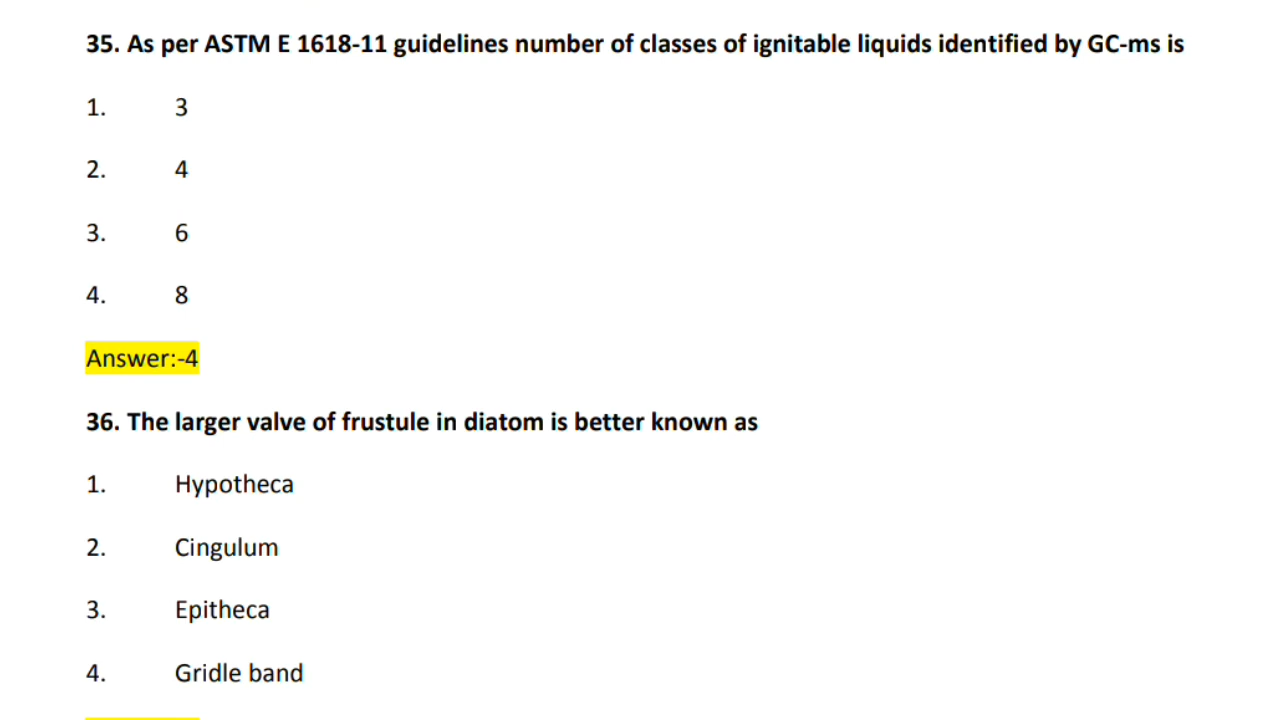 35. As per ASTM E 1618-11 guidelines number of classes of ignitable liquids identified by GC-ms is
1. 3
2. 4
3. 6
4. 8
Answer:-4
36. The larger valve of frustule in diatom is better known as
1. Hypotheca
2. Cingulum
3. Epitheca
4. Gridle band